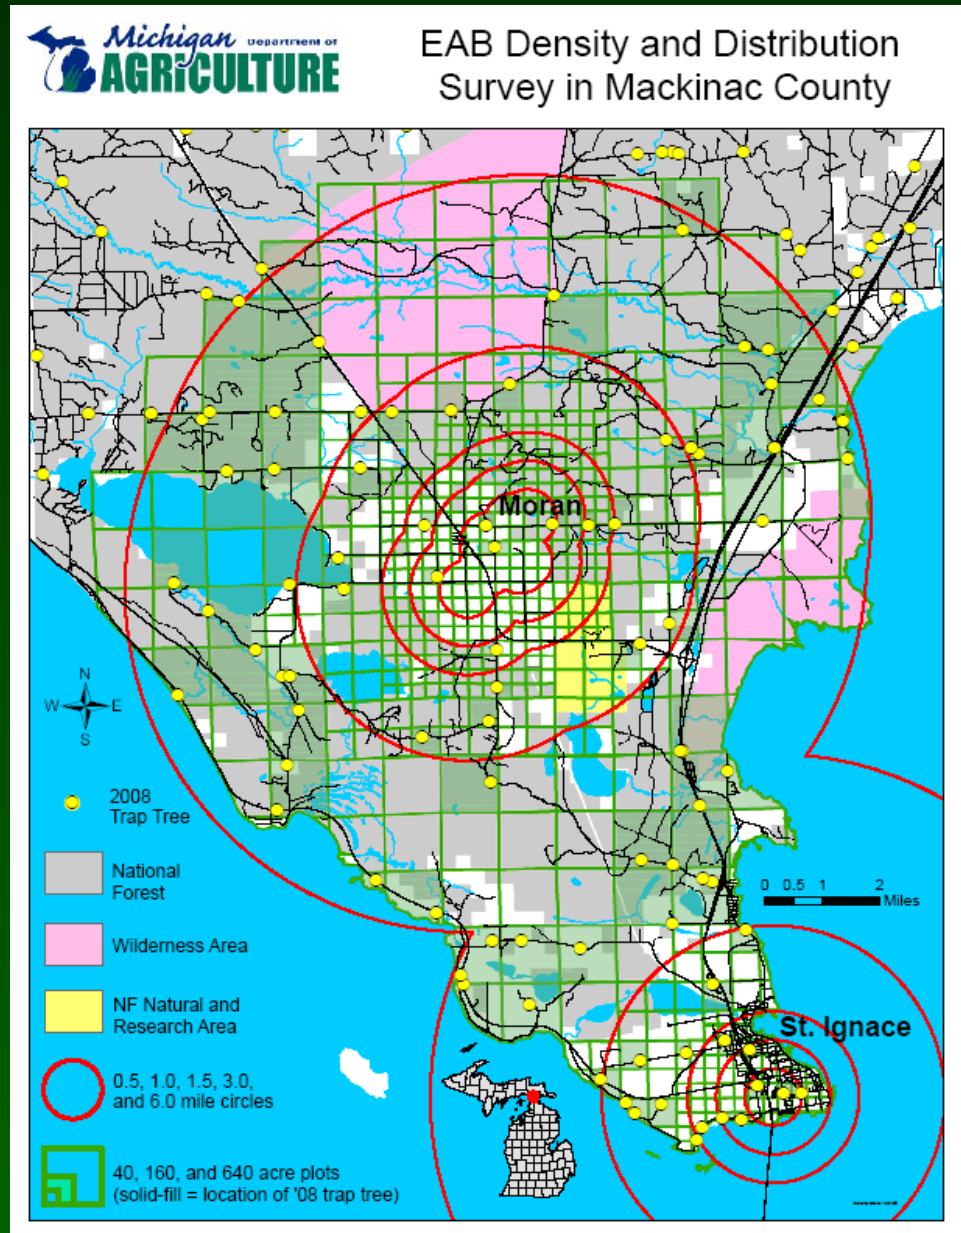 Michigan Department of
AGRICULTURE
EAB Density and Distribution
Survey in Mackinac County
Moran
N
W E
S
2008
Trap Tree
National
Forest
Wilderness Area
NF Natural and
Research Area
0.5, 1.0, 1.5, 3.0,
and 6.0 mile circles
40, 160, and 640 acre plots
(solid-fill = location of '08 trap tree)
0 0.5 1 2
Miles
St. Ignace